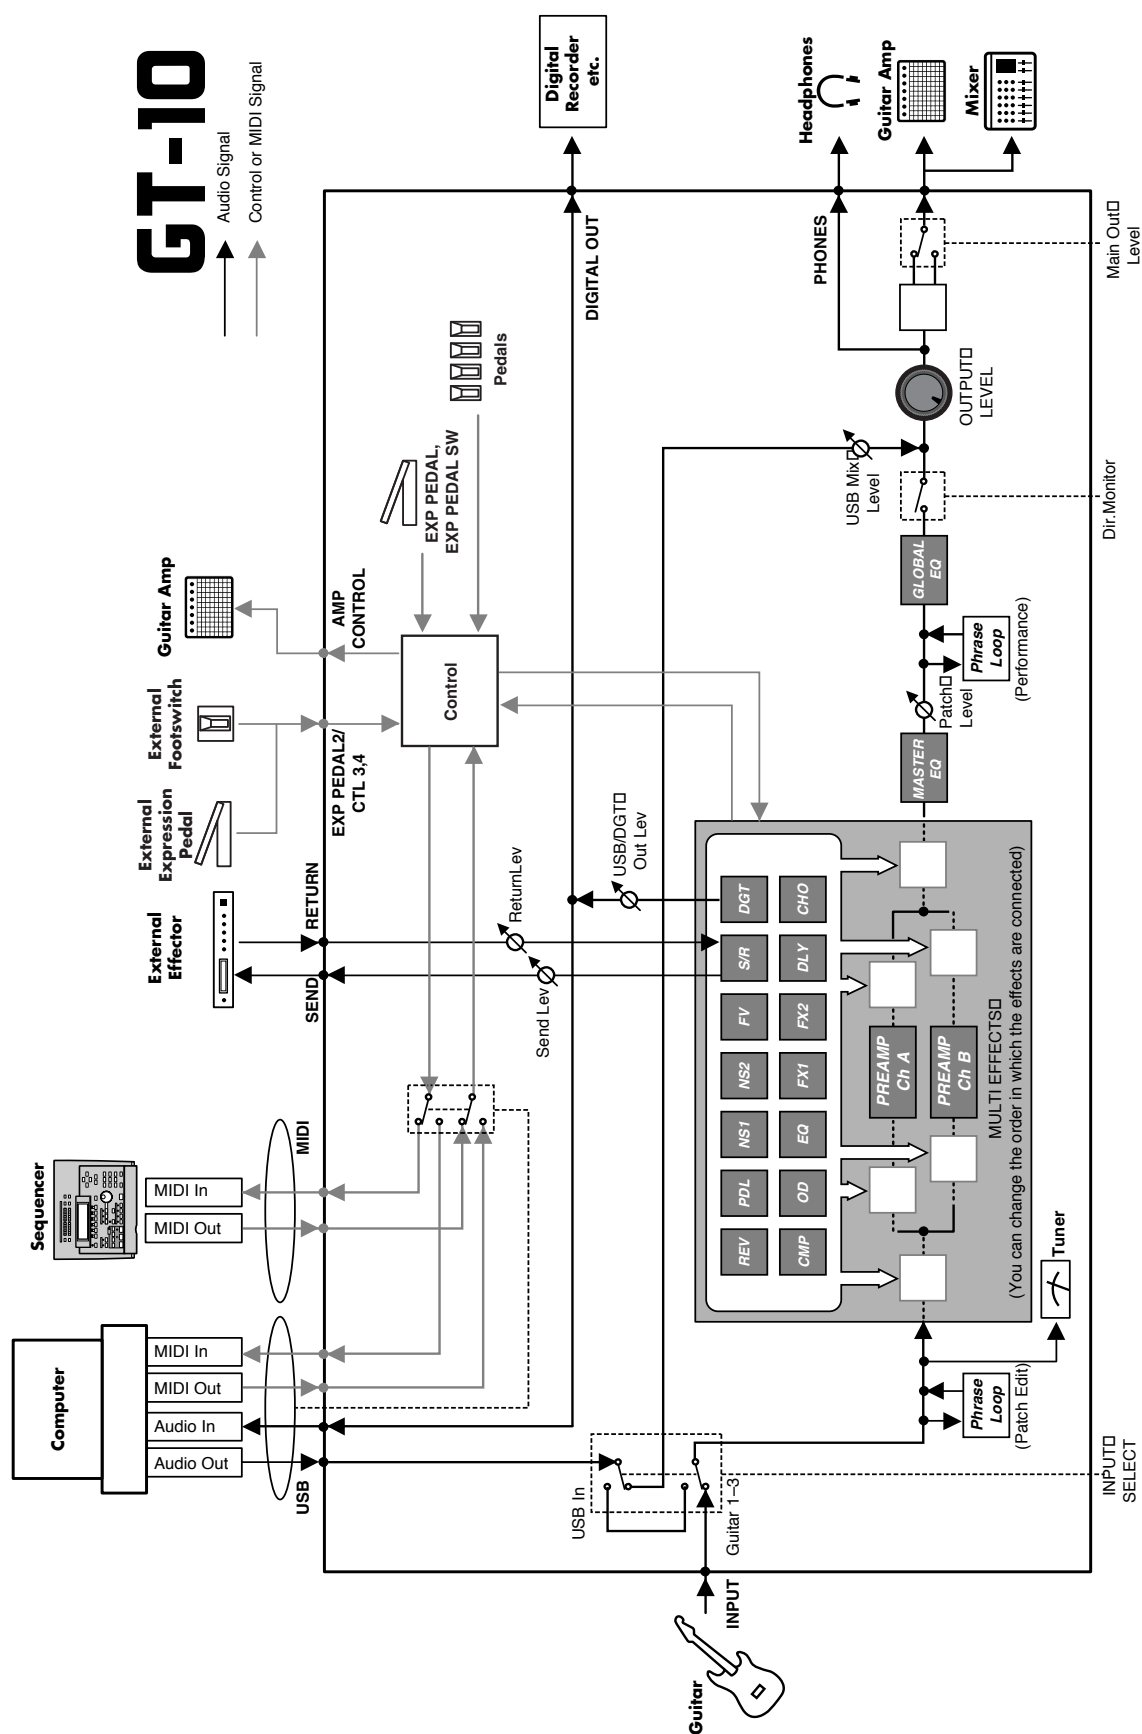 GT-10
Audio Signal
Control or MIDI Signal
Computer
MIDI In
MIDI Out
Audio In
Audio Out
USB
Sequencer
MIDI In
MIDI Out
MIDI
External
Effector
SEND
RETURN
External
Expression
Pedal
External
Footswitch
EXP PEDAL2/
CTL 3,4
Guitar Amp
AMP
CONTROL
Control
EXP PEDAL,
EXP PEDAL SW
Pedals
Digital
Recorder
etc.
DIGITAL OUT
Send Lev
ReturnLev
USB/DGT□
Out Lev
Guitar
INPUT
USB In
Guitar 1–3
INPUT□
SELECT
Phrase
Loop
(Patch Edit)
Tuner
REV
PDL
NS1
NS2
FV
S/R
DGT
CMP
OD
EQ
FX1
FX2
DLY
CHO
PREAMP
Ch A
PREAMP
Ch B
MULTI EFFECTS□
(You can change the order in which the effects are connected)
MASTER
EQ
Patch□
Level
Phrase
Loop
(Performance)
GLOBAL
EQ
Dir.Monitor
USB Mix□
Level
OUTPUT□
LEVEL
PHONES
Main Out□
Level
Headphones
Guitar Amp
Mixer